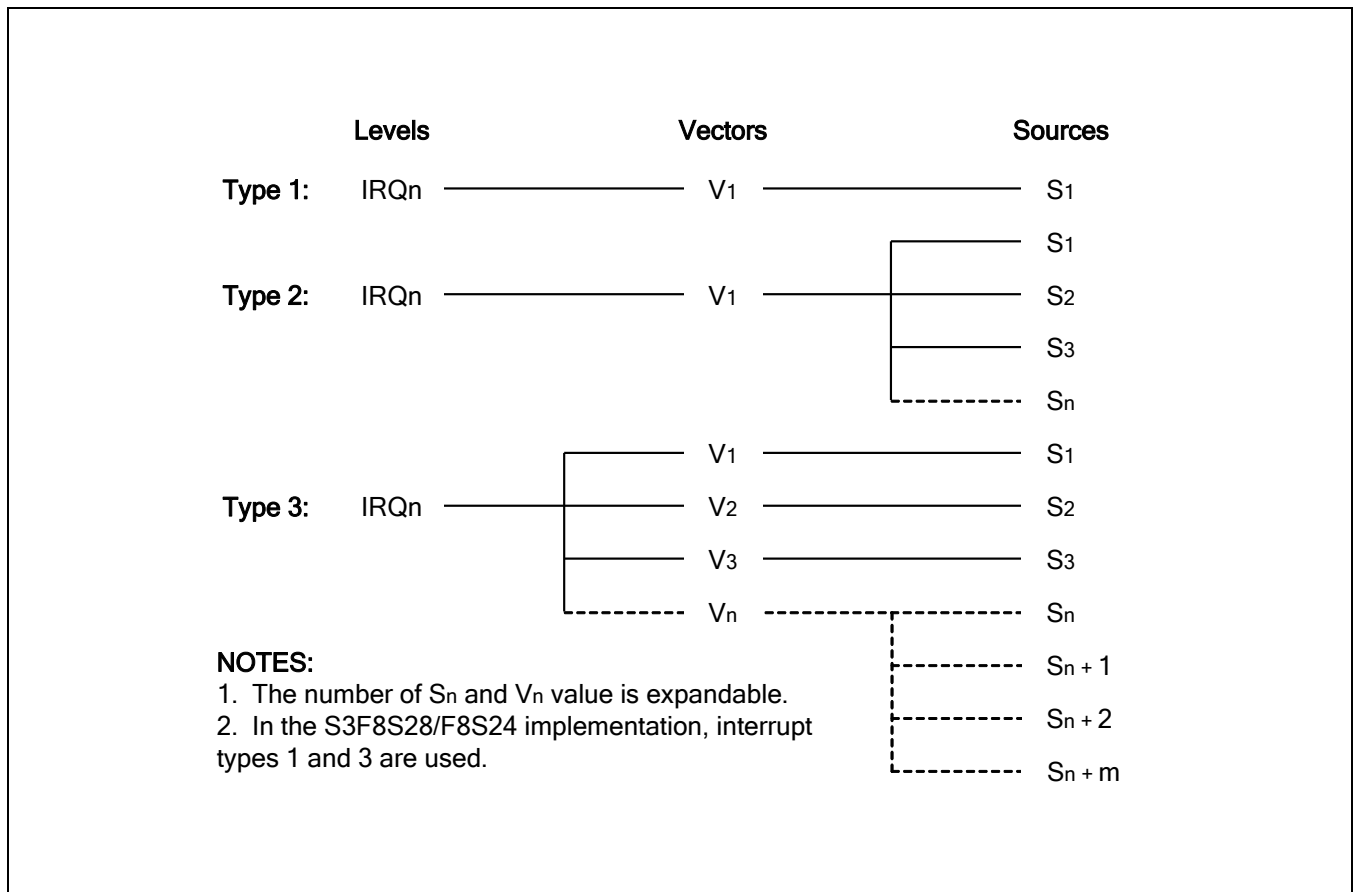 Levels Vectors Sources
Type 1: IRQn V1 S1
S1
Type 2: IRQn V1 S2
S3
Sn
V1 S1
Type 3: IRQn V2 S2
V3 S3
Vn Sn
Sn + 1
Sn + 2
Sn + m
NOTES:
1. The number of Sn and Vn value is expandable.
2. In the S3F8S28/F8S24 implementation, interrupt
types 1 and 3 are used.